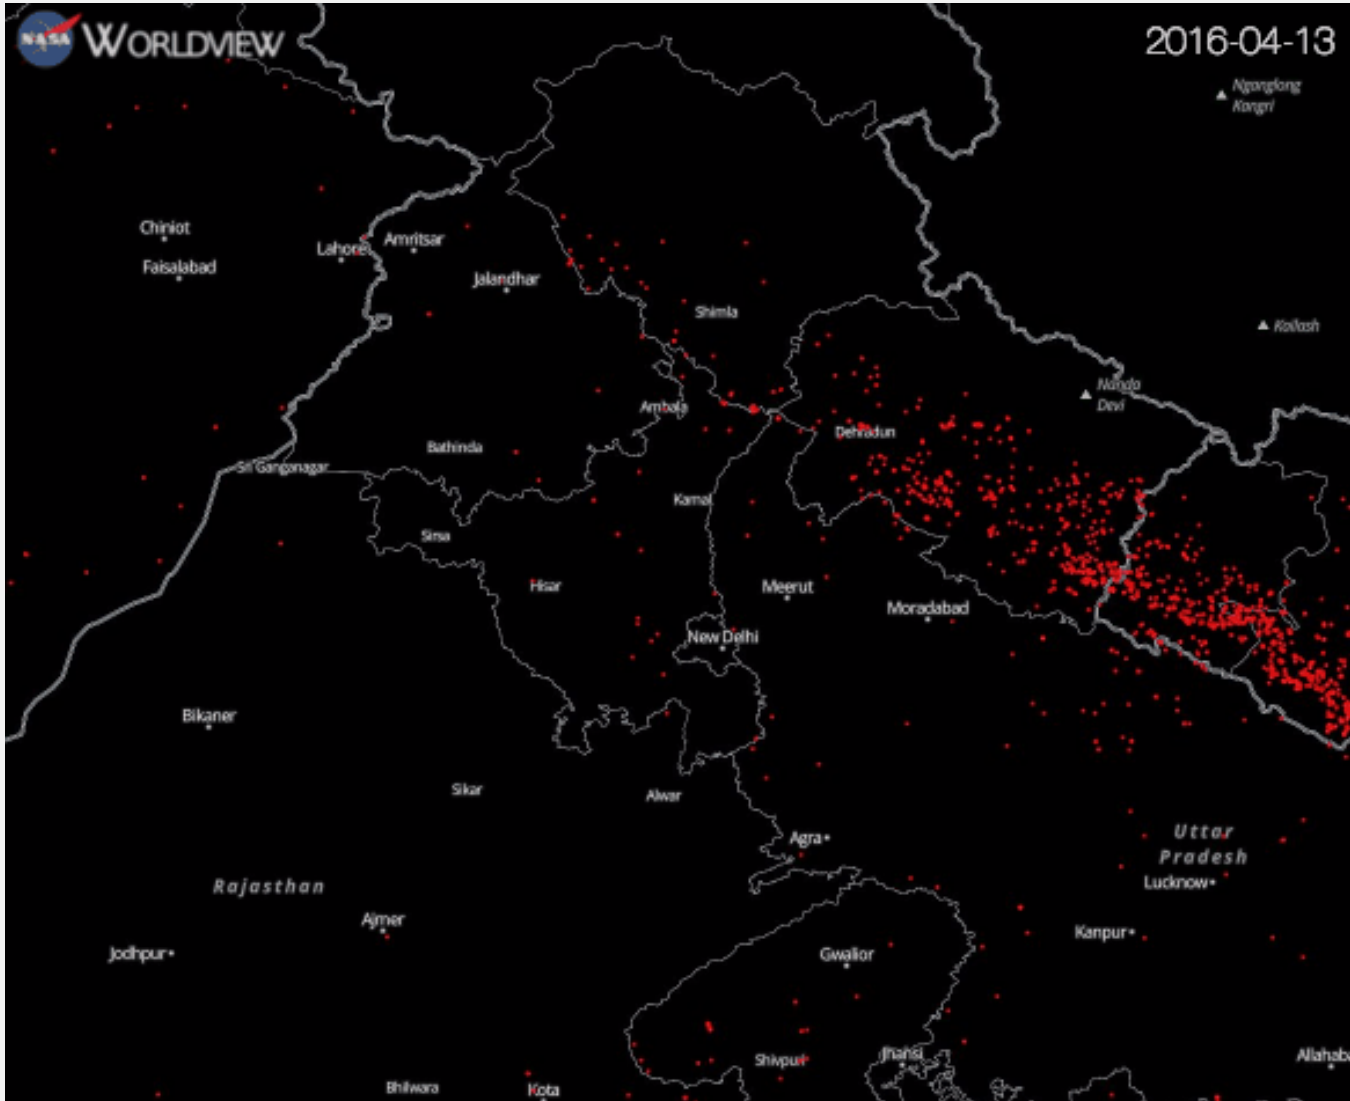 NASA WORLDVIEW
2016-04-13
Nganglong
Kangri
Chiniot
Lahore
Amritsar
Faisalabad
Jalandhar
Shimla
Kailash
Nanda
Devi
Ambala
Dehradun
Bathinda
Sri Ganganagar
Karnal
Sirsa
Hisar
Meerut
Moradabad
New Delhi
Bikaner
Sikar
Alwar
Agra
Uttar
Pradesh
Lucknow
Rajasthan
Ajmer
Kanpur
Jodhpur
Gwalior
Shivpuri
Jhansi
Allahab
Bhilwara
Kota